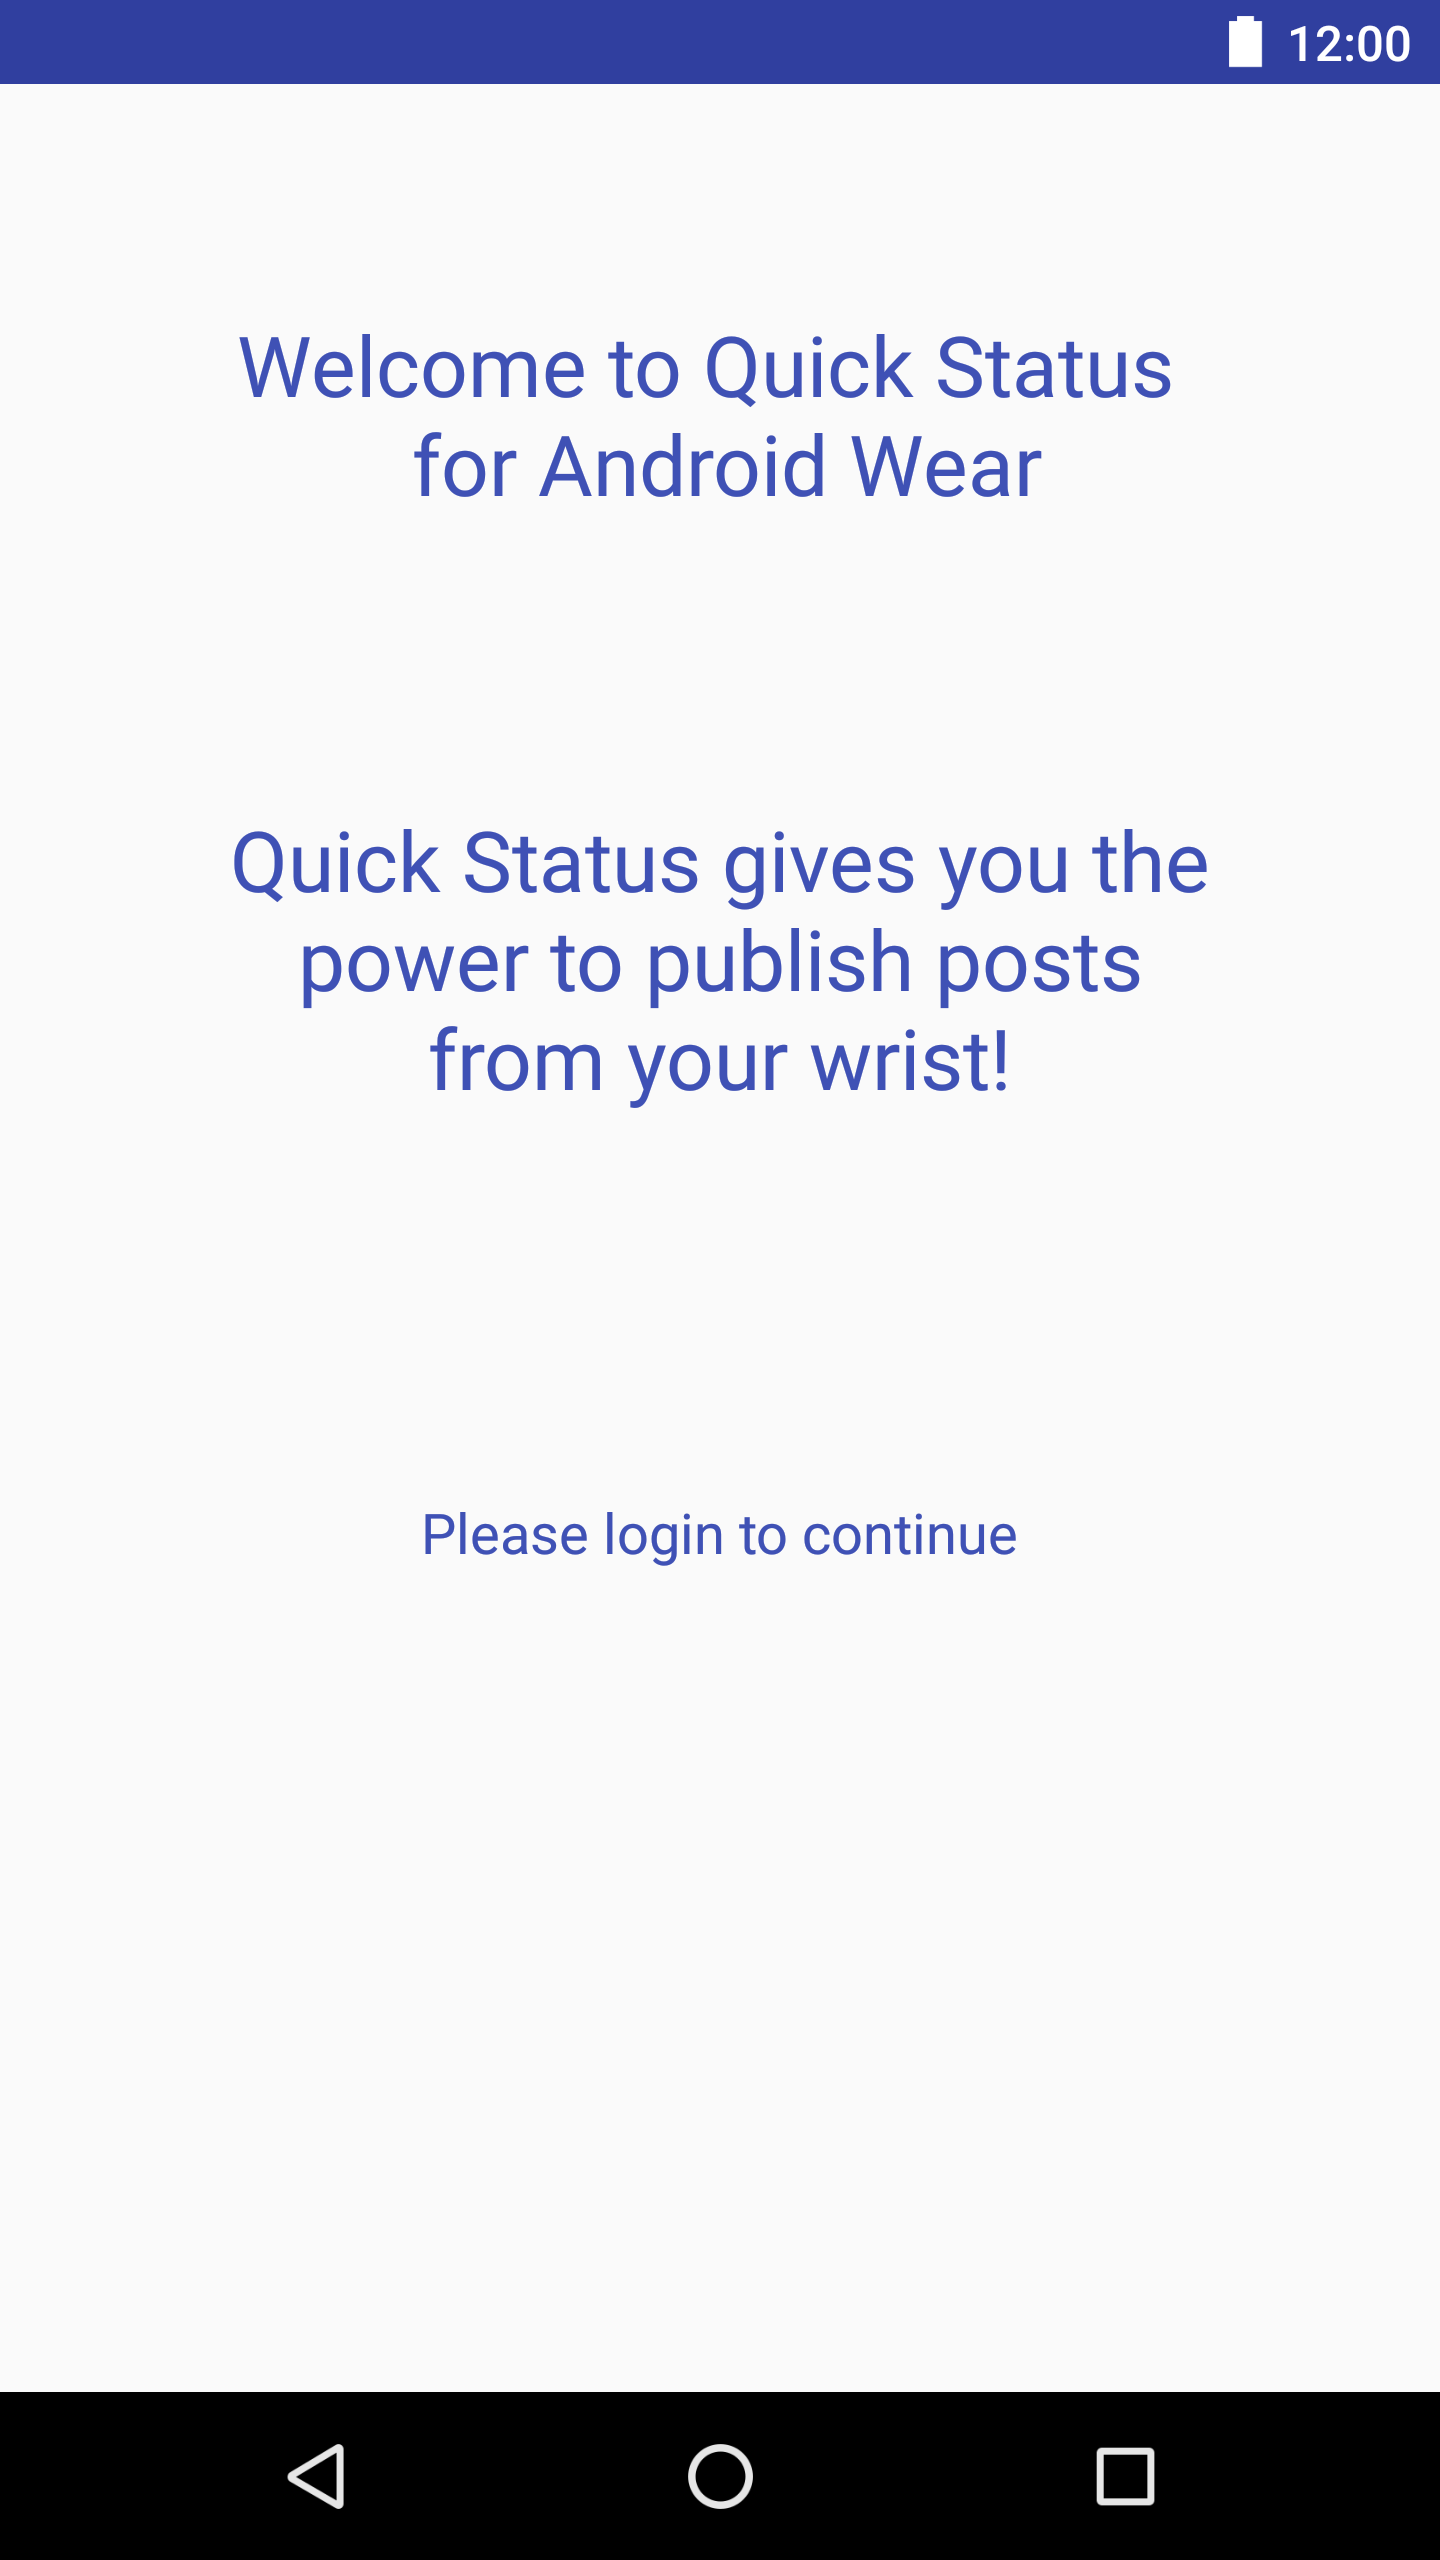 12:00
Welcome to Quick Status
for Android Wear
Quick Status gives you the
power to publish posts
from your wrist!
Please login to continue